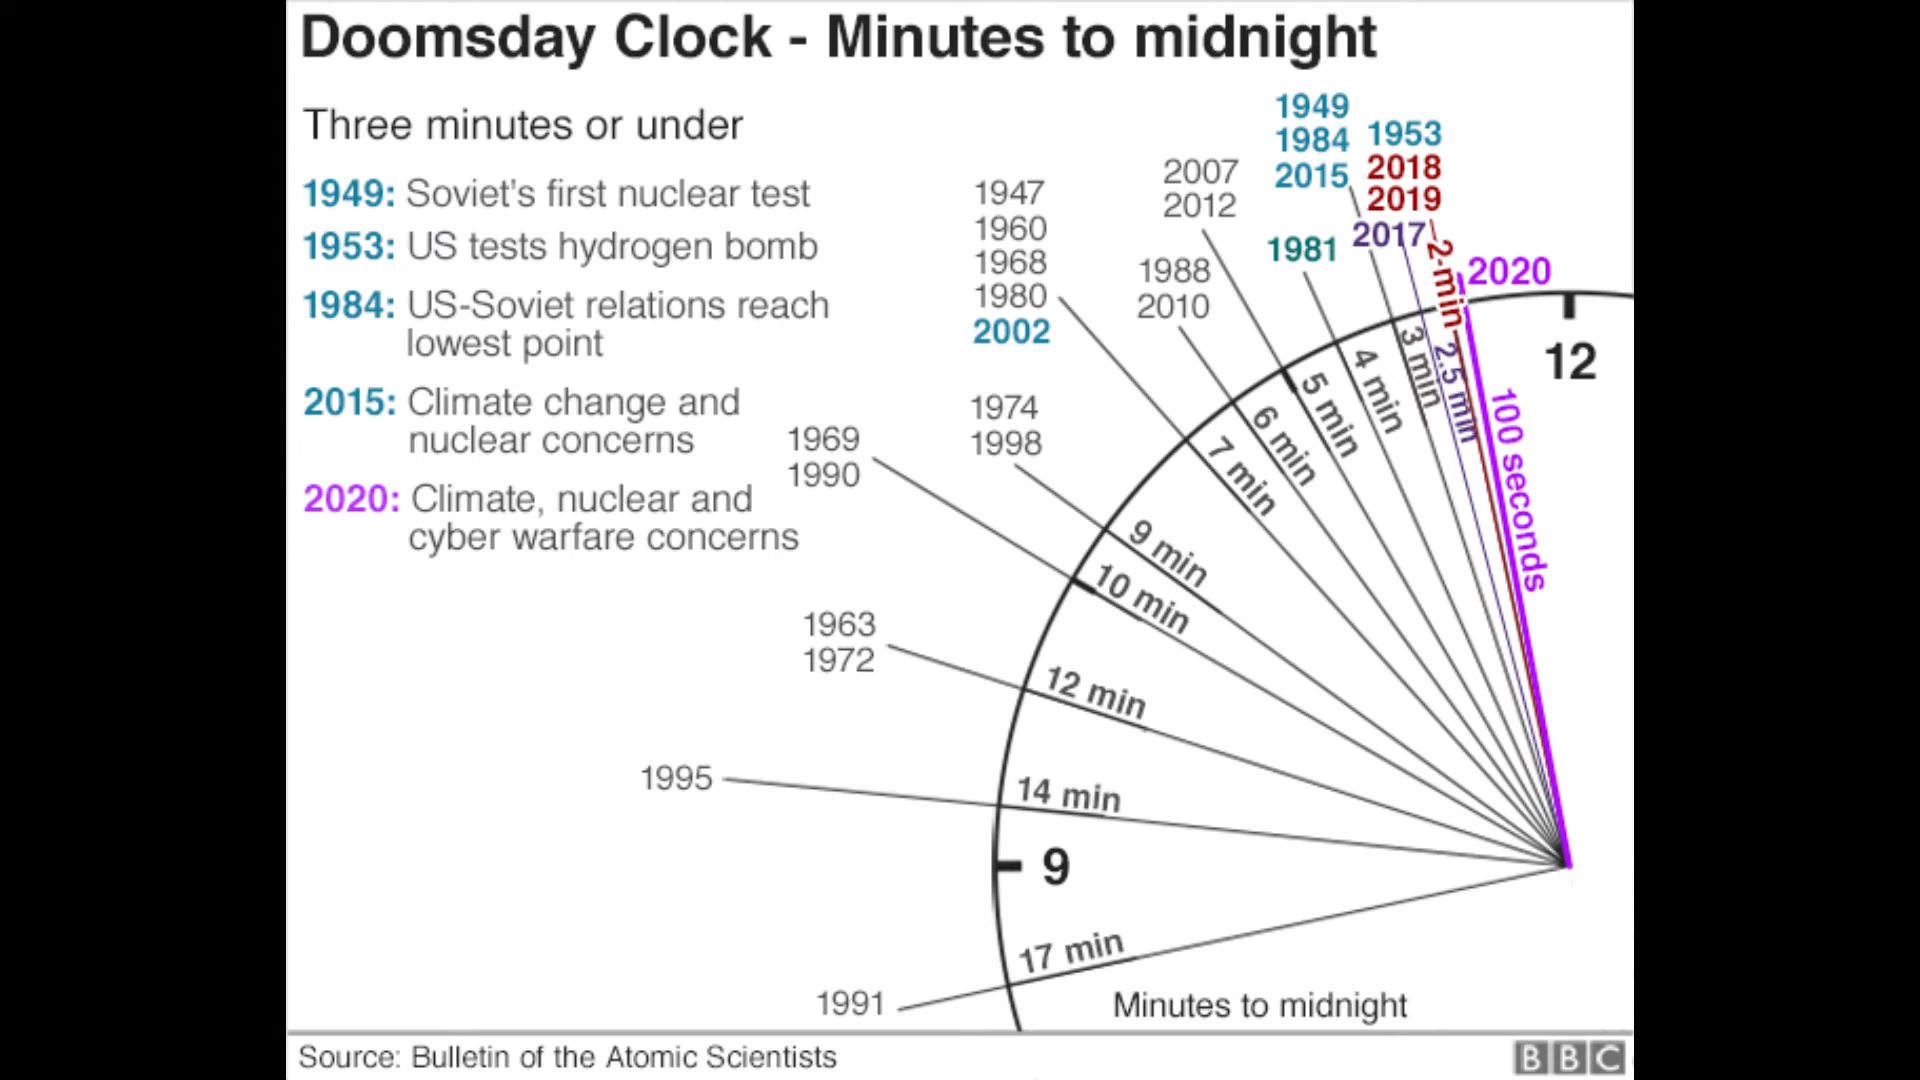 Doomsday Clock - Minutes to midnight
Three minutes or under
1949: Soviet's first nuclear test
1953: US tests hydrogen bomb
1984: US-Soviet relations reach
lowest point
2015: Climate change and
nuclear concerns
2020: Climate, nuclear and
cyber warfare concerns
1991
17 min
9
1995
14 min
1963
1972
12 min
1969
1990
10 min
1974
1998
9 min
1947
1960
1968
1980
2002
7 min
1988
2010
6 min
2007
2012
5 min
1981
4 min
1949
1984
2015
3 min
2017
2.5 min
1953
2018
2019
2-min
2020
100 seconds
12
Minutes to midnight
Source: Bulletin of the Atomic Scientists
BBC